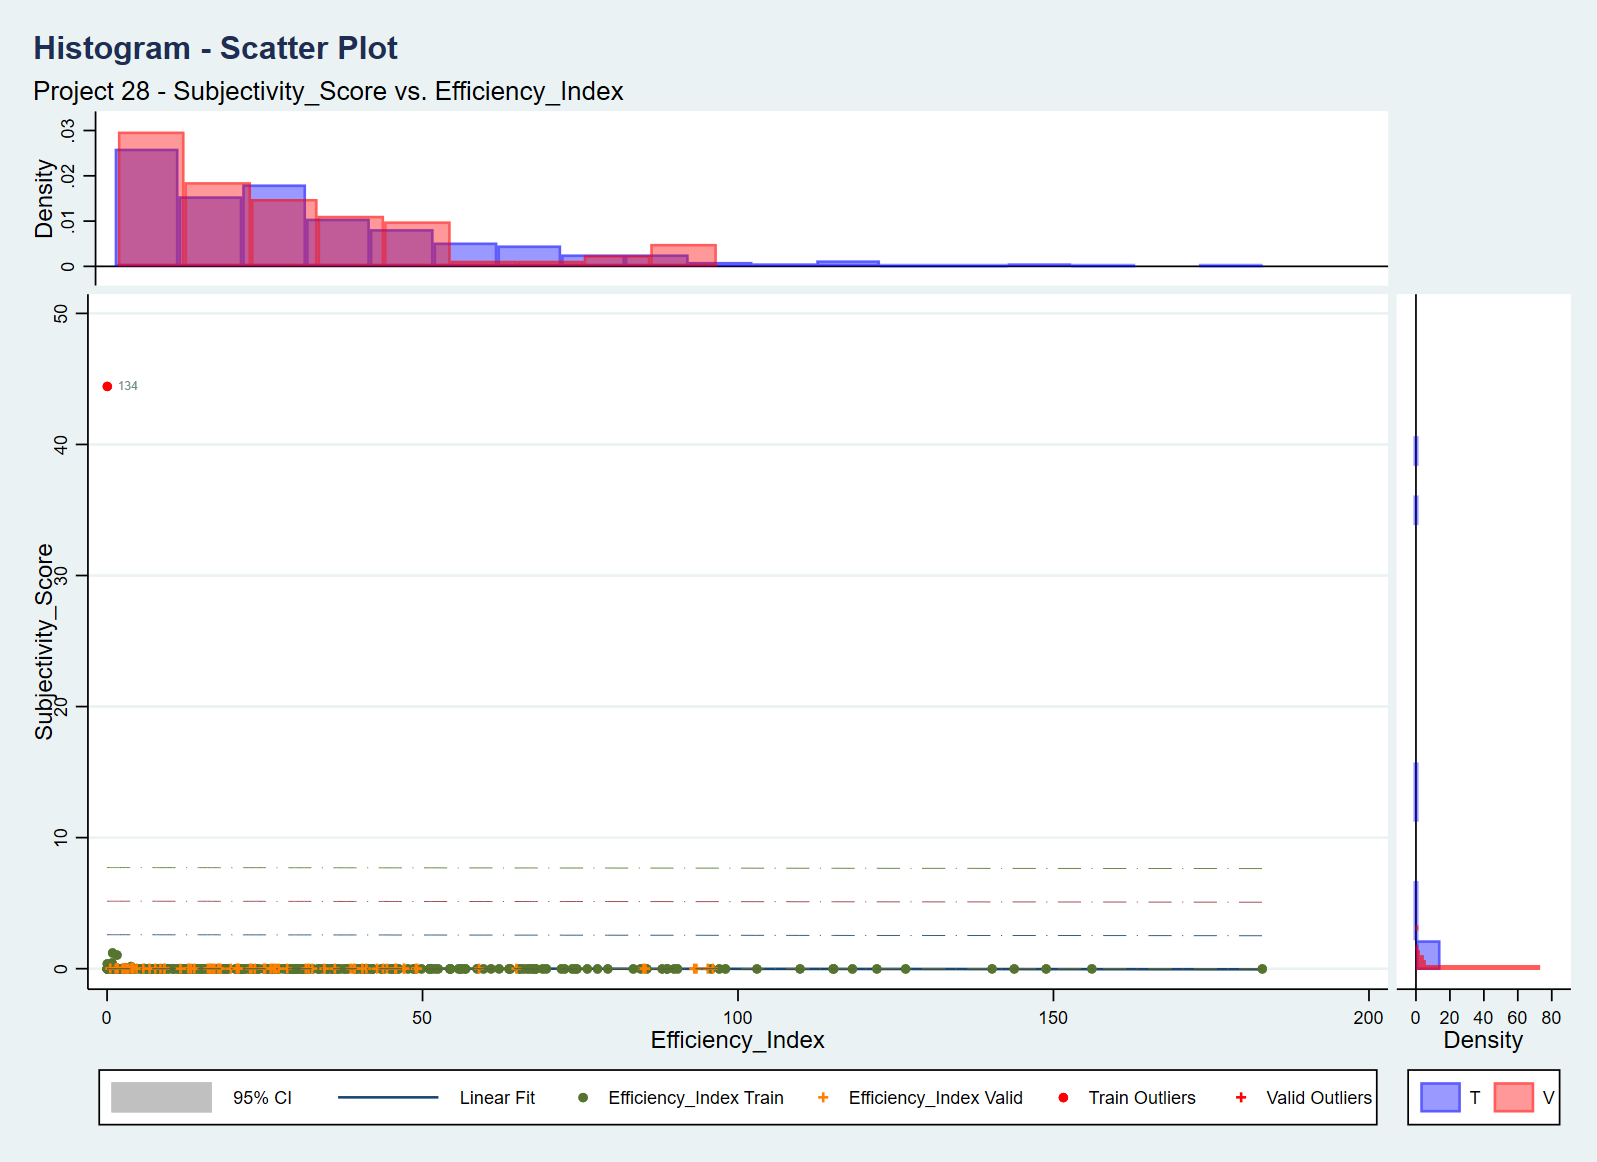 Histogram - Scatter Plot
Project 28 - Subjectivity_Score vs. Efficiency_Index
Density
.03
.02
.01
0
Subjectivity_Score
50
40
30
20
10
0
134
0 50 100 150 200
Efficiency_Index
0 20 40 60 80
Density
95% CI Linear Fit Efficiency_Index Train Efficiency_Index Valid Train Outliers Valid Outliers
T V